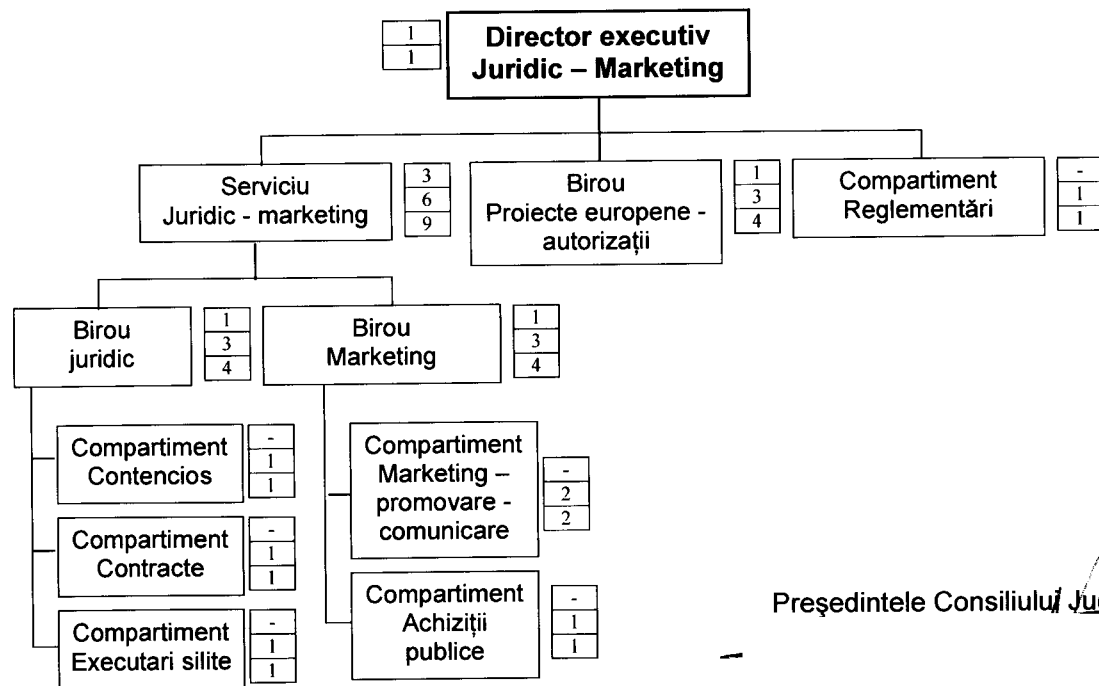 1
1
Director executiv
Juridic – Marketing
Serviciu
Juridic - marketing
3
6
9
Birou
Proiecte europene -
autorizații
1
3
4
Compartiment
Reglementări
-
1
1
Birou
juridic
1
3
4
Birou
Marketing
1
3
4
Compartiment
Contencios
-
1
1
Compartiment
Marketing –
promovare -
comunicare
-
2
2
Compartiment
Contracte
-
1
1
Compartiment
Achiziții
publice
-
1
1
Compartiment
Executari silite
-
1
1
Președintele Consiliului